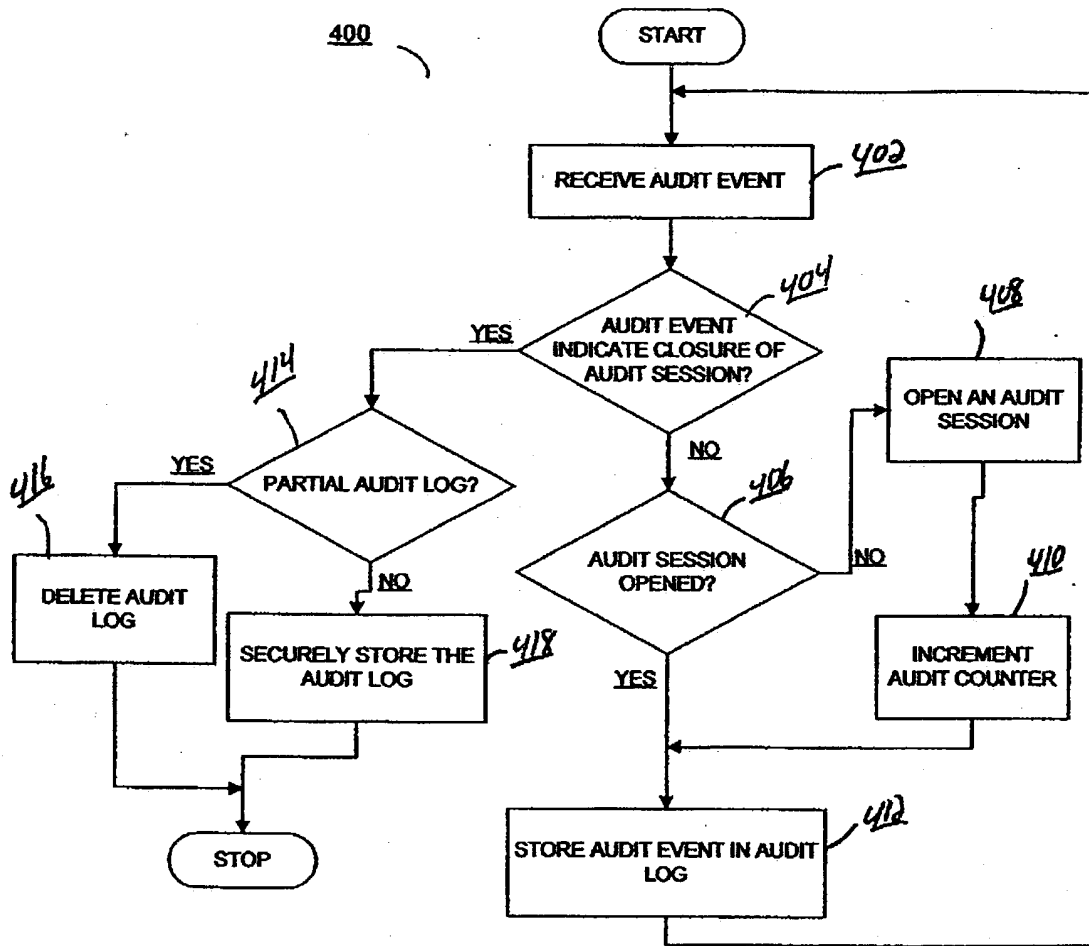 400
START
402
RECEIVE AUDIT EVENT
404
AUDIT EVENT
INDICATE CLOSURE OF
AUDIT SESSION?
YES
NO
408
OPEN AN AUDIT
SESSION
414
PARTIAL AUDIT LOG?
YES
NO
406
AUDIT SESSION
OPENED?
NO
YES
416
DELETE AUDIT
LOG
418
SECURELY STORE THE
AUDIT LOG
410
INCREMENT
AUDIT COUNTER
412
STORE AUDIT EVENT IN AUDIT
LOG
STOP